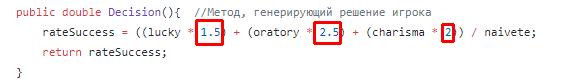 public double Decision(){  //Метод, генерирующий решение игрока
rateSuccess = ((lucky * 1.5) + (oratory * 2.5) + (charisma * 2)) / naivete;
return rateSuccess;
}